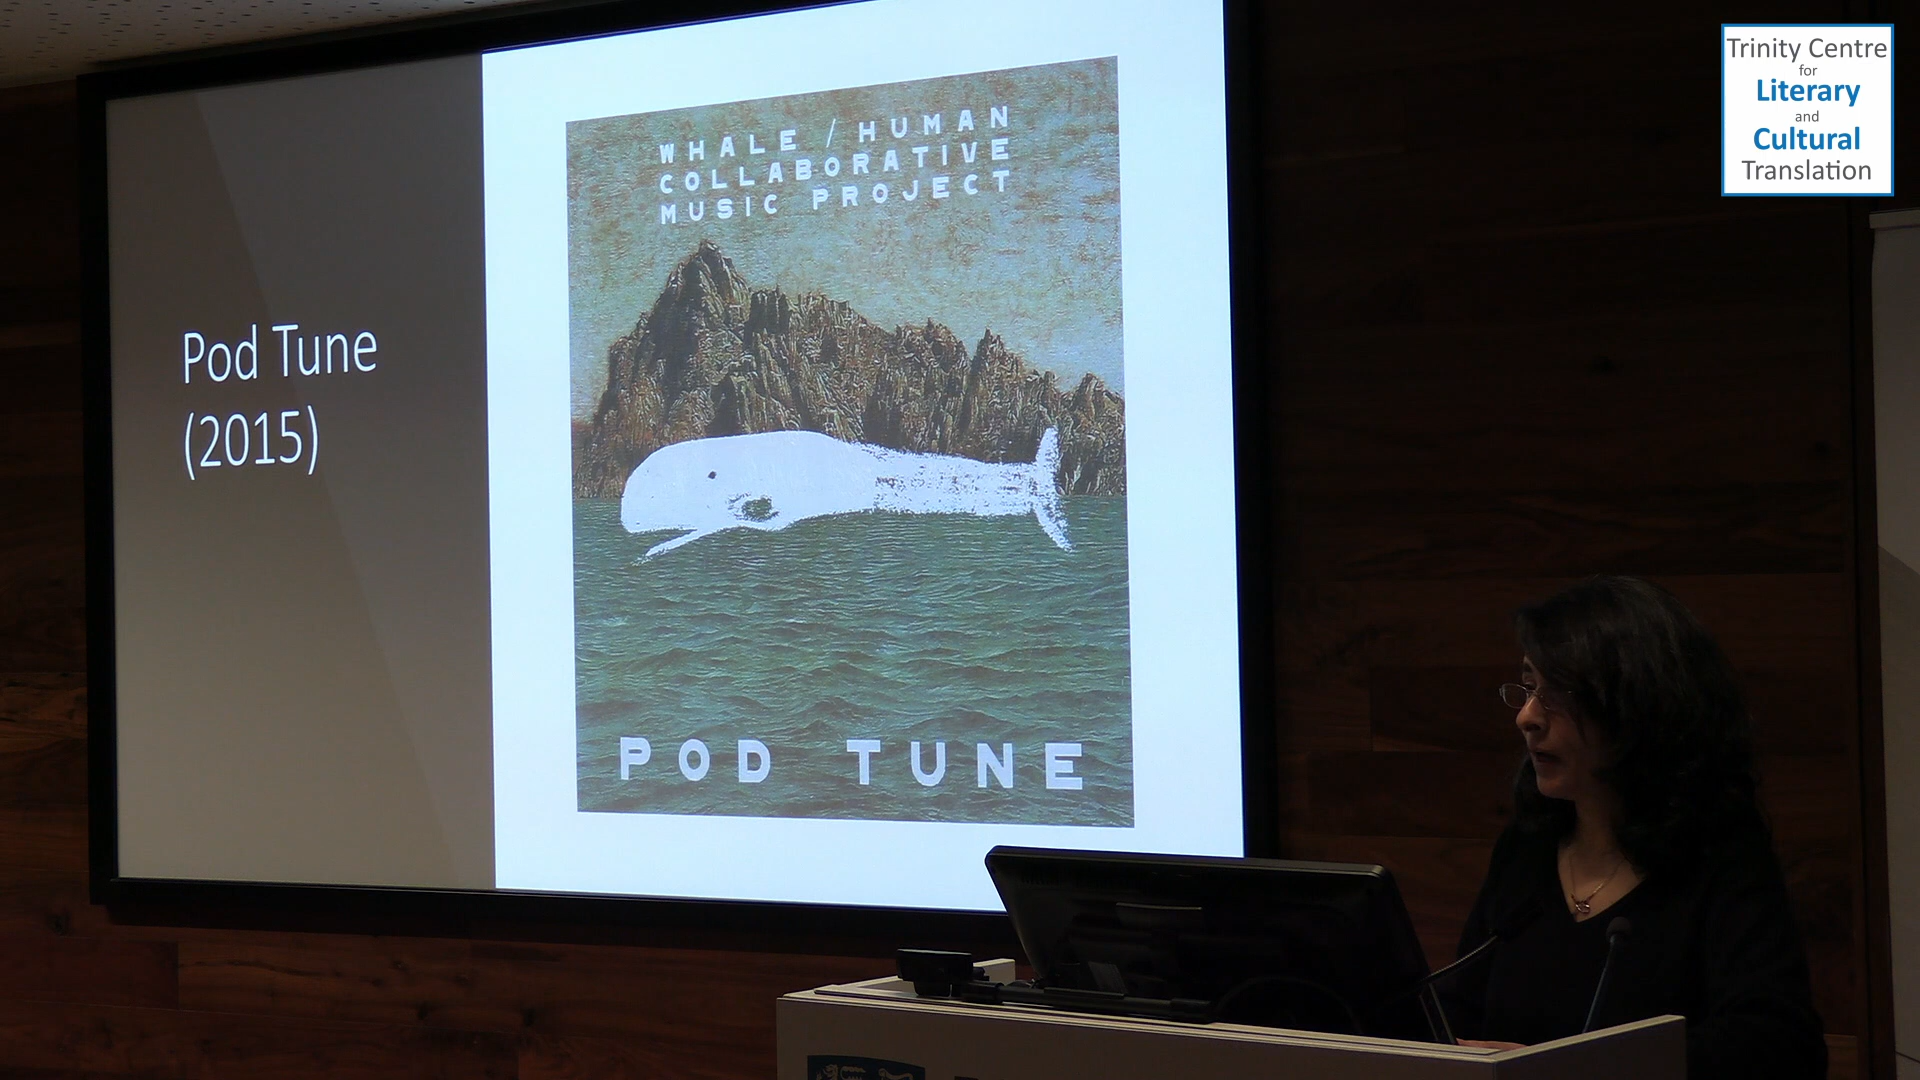 Pod Tune
(2015)
WHALE / HUMAN
COLLABORATIVE
MUSIC PROJECT
POD TUNE
Trinity Centre
for
Literary
and
Cultural
Translation